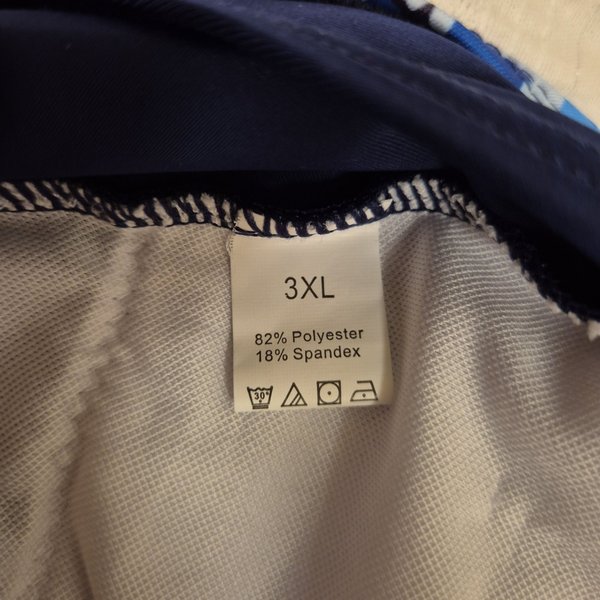 3XL
82% Polyester
18% Spandex
30°